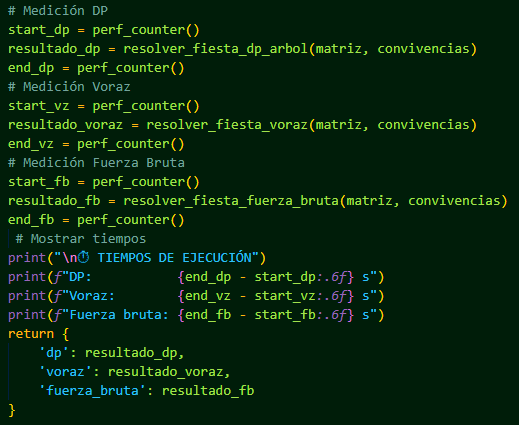 # Medición DP
start_dp = perf_counter()
resultado_dp = resolver_fiesta_dp_arbol(matriz, convivencias)
end_dp = perf_counter()
# Medición Voraz
start_vz = perf_counter()
resultado_voraz = resolver_fiesta_voraz(matriz, convivencias)
end_vz = perf_counter()
# Medición Fuerza Bruta
start_fb = perf_counter()
resultado_fb = resolver_fiesta_fuerza_bruta(matriz, convivencias)
end_fb = perf_counter()
 # Mostrar tiempos
print("\n⏱ TIEMPOS DE EJECUCIÓN")
print(f"DP:           {end_dp - start_dp:.6f} s")
print(f"Voraz:        {end_vz - start_vz:.6f} s")
print(f"Fuerza bruta: {end_fb - start_fb:.6f} s")
return {
    'dp': resultado_dp,
    'voraz': resultado_voraz,
    'fuerza_bruta': resultado_fb
}